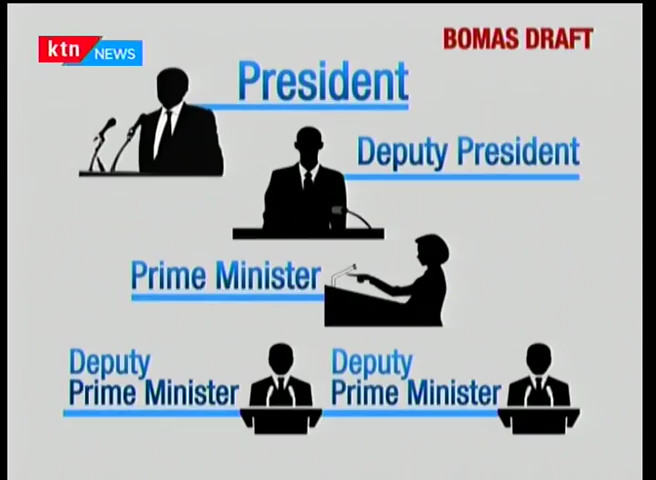 ktn NEWS
BOMAS DRAFT
President
Deputy President
Prime Minister
Deputy
Prime Minister
Deputy
Prime Minister